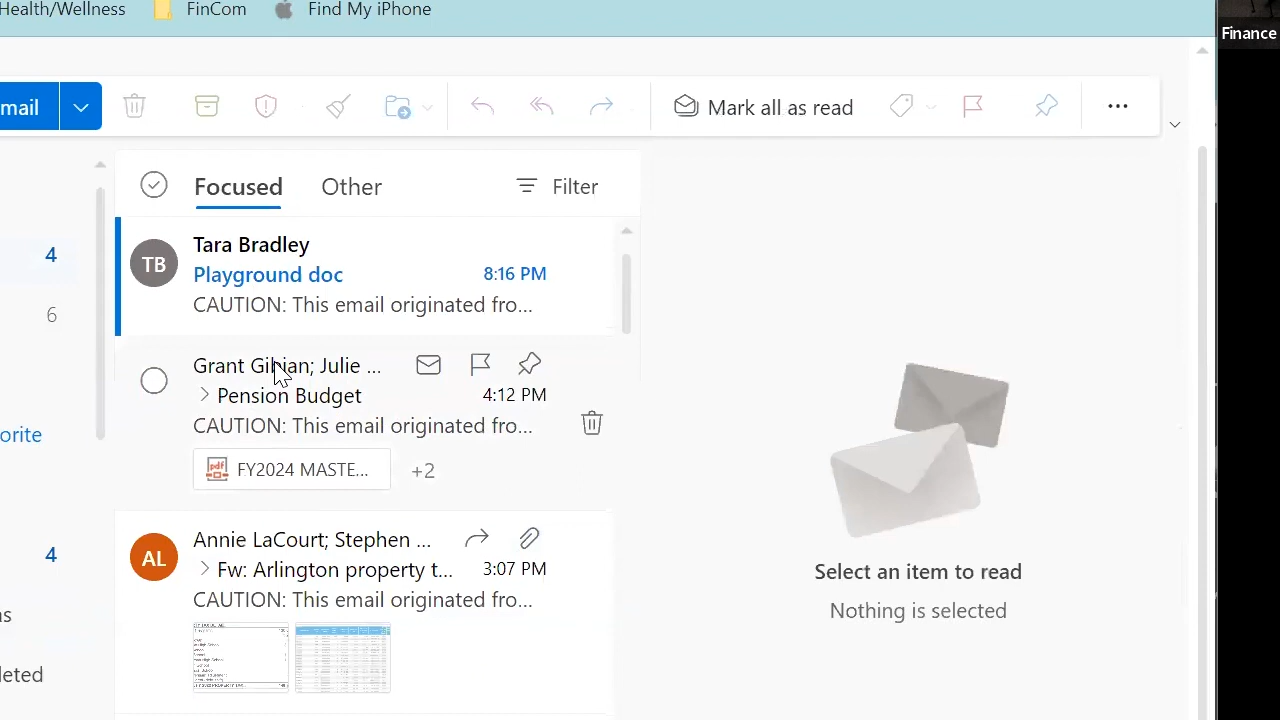 Health/Wellness FinCom Find My iPhone
Finance
mail Mark all as read
Focused Other Filter
Tara Bradley
TB
Playground doc 8:16 PM
CAUTION: This email originated fro...
4
6
Grant Gibian; Julie ...
Pension Budget 4:12 PM
CAUTION: This email originated fro...
orite
pdf FY2024 MASTE... +2
Annie LaCourt; Stephen ...
AL
Fw: Arlington property t... 3:07 PM
CAUTION: This email originated fro...
4
as
leted
Select an item to read
Nothing is selected